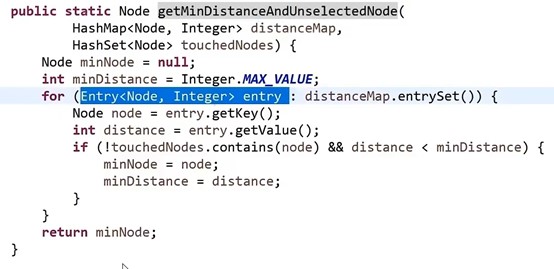 public static Node getMinDistanceAndUnselectedNode(
HashMap<Node, Integer> distanceMap,
HashSet<Node> touchedNodes) {
Node minNode = null;
int minDistance = Integer.MAX_VALUE;
for (Entry<Node, Integer> entry : distanceMap.entrySet()) {
Node node = entry.getKey();
int distance = entry.getValue();
if (!touchedNodes.contains(node) && distance < minDistance) {
minNode = node;
minDistance = distance;
}
}
return minNode;
}